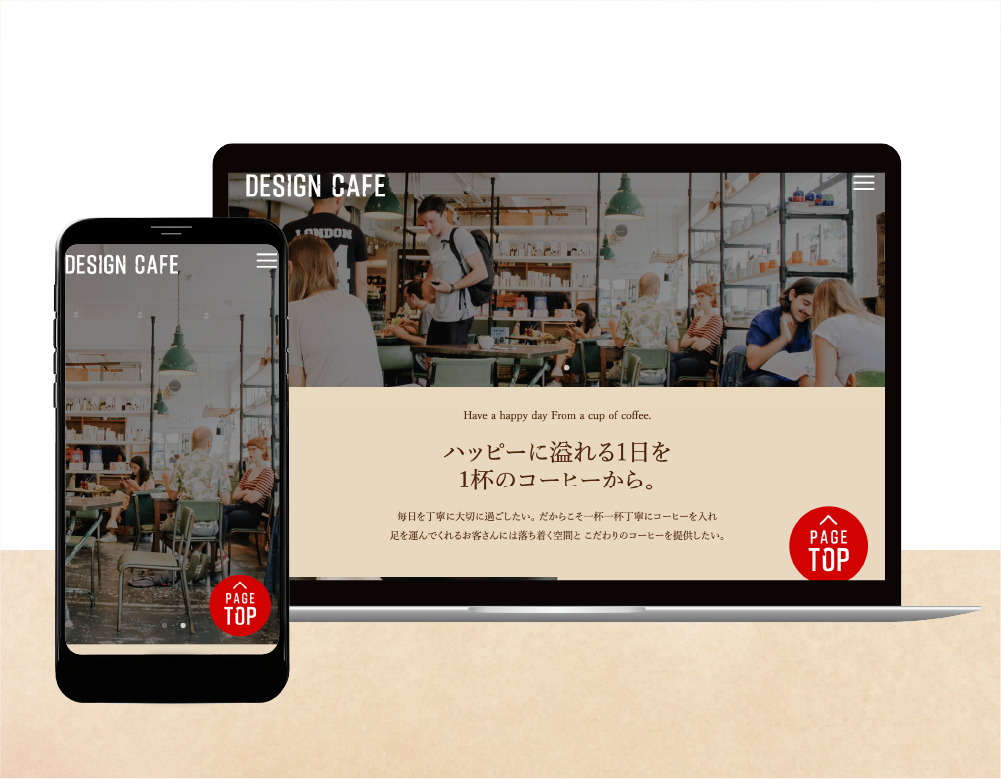 DESIGN CAFE
LONDON
Have a happy day From a cup of coffee.
ハッピーに溢れる1日を
1杯のコーヒーから。
毎日を丁寧に大切に過ごしたい。だからこそ一杯一杯丁寧にコーヒーを入れ
足を運んでくれるお客さんには落ち着く空間と こだわりのコーヒーを提供したい。
PAGE
TOP
DESIGN CAFE
PAGE
TOP